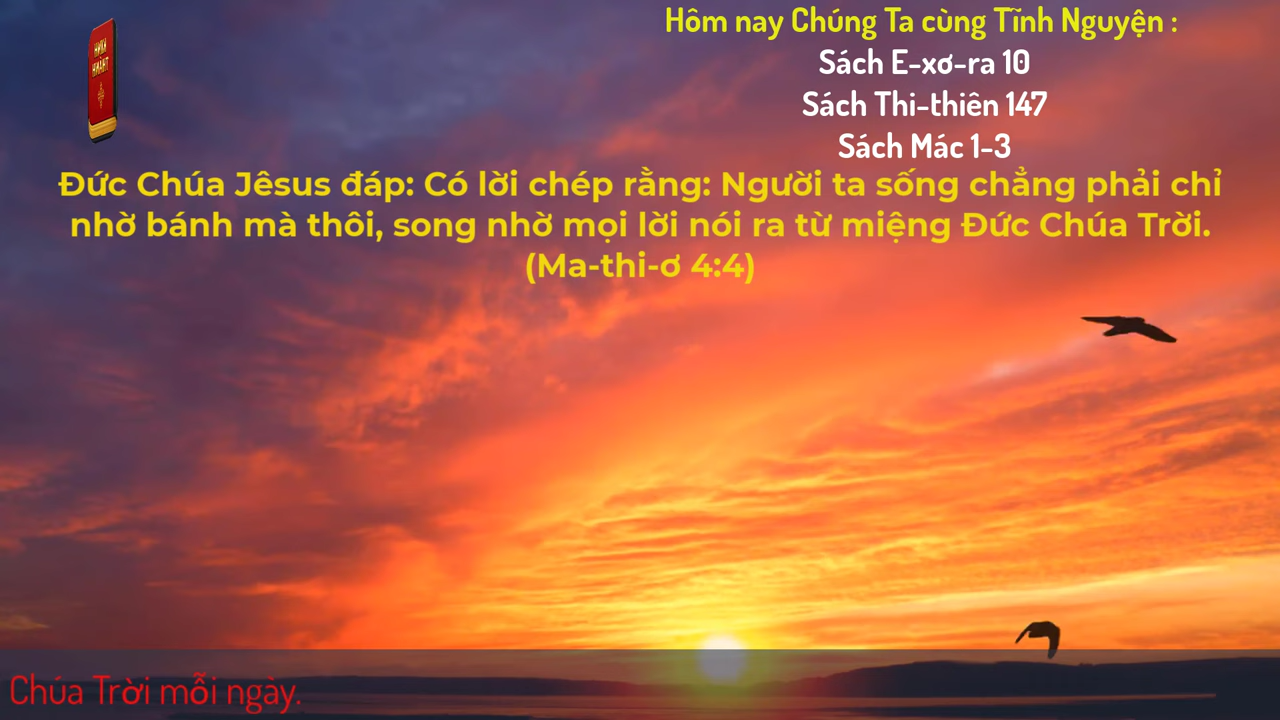 Hôm nay Chúng Ta cùng Tĩnh Nguyện :
Sách E-xơ-ra 10
Sách Thi-thiên 147
Sách Mác 1-3
Đức Chúa Jêsus đáp: Có lời chép rằng: Người ta sống chẳng phải chỉ
nhờ bánh mà thôi, song nhờ mọi lời nói ra từ miệng Đức Chúa Trời.
(Ma-thi-ơ 4:4)
Chúa Trời mỗi ngày.